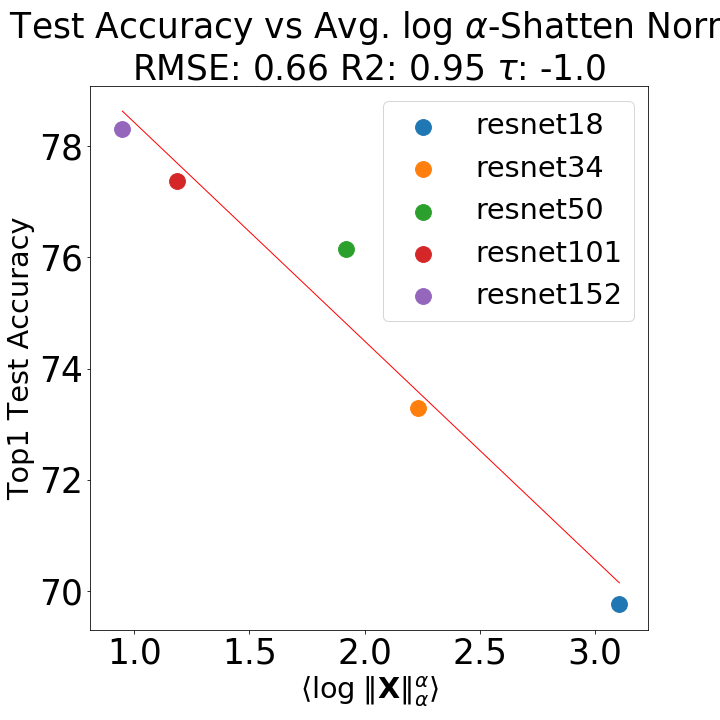 Test Accuracy vs Avg. log α-Shatten Norr
RMSE: 0.66 R2: 0.95 τ: -1.0
resnet18
resnet34
resnet50
resnet101
resnet152
Top1 Test Accuracy
78
76
74
72
70
1.0 1.5 2.0 2.5 3.0
⟨log ‖X‖αα⟩